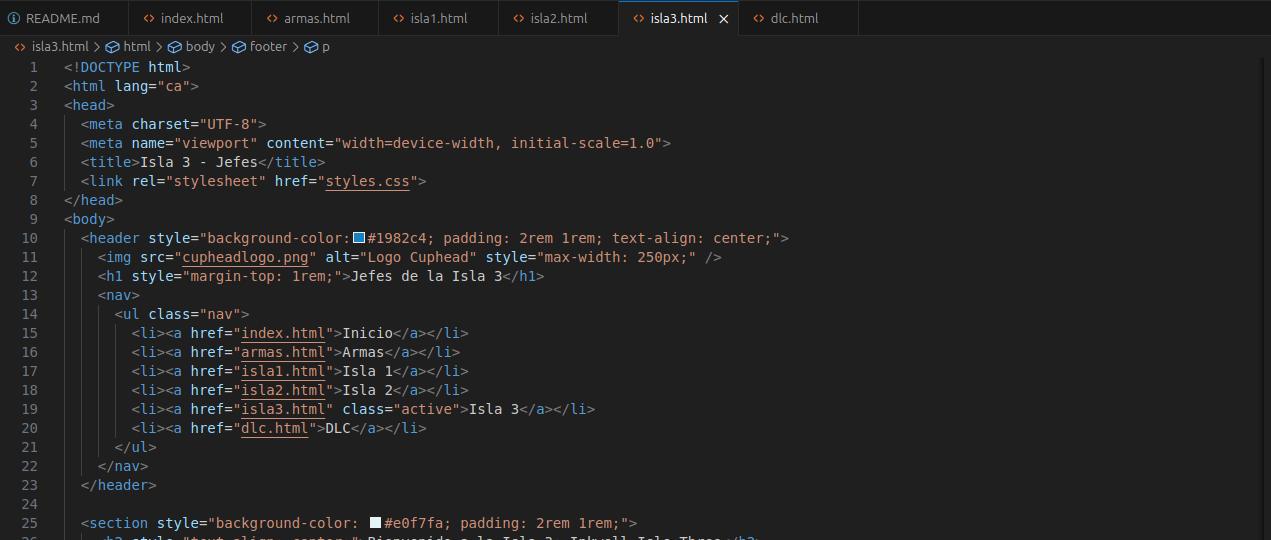 README.md index.html armas.html isla1.html isla2.html isla3.html dlc.html
isla3.html > html > body > footer > p
1 <!DOCTYPE html>
2 <html lang="ca">
3 <head>
4 <meta charset="UTF-8">
5 <meta name="viewport" content="width=device-width, initial-scale=1.0">
6 <title>Isla 3 - Jefes</title>
7 <link rel="stylesheet" href="styles.css">
8 </head>
9 <body>
10 <header style="background-color: #1982c4; padding: 2rem 1rem; text-align: center;">
11 <img src="cupheadlogo.png" alt="Logo Cuphead" style="max-width: 250px;" />
12 <h1 style="margin-top: 1rem;">Jefes de la Isla 3</h1>
13 <nav>
14 <ul class="nav">
15 <li><a href="index.html">Inicio</a></li>
16 <li><a href="armas.html">Armas</a></li>
17 <li><a href="isla1.html">Isla 1</a></li>
18 <li><a href="isla2.html">Isla 2</a></li>
19 <li><a href="isla3.html" class="active">Isla 3</a></li>
20 <li><a href="dlc.html">DLC</a></li>
21 </ul>
22 </nav>
23 </header>
24
25 <section style="background-color: #e0f7fa; padding: 2rem 1rem;">